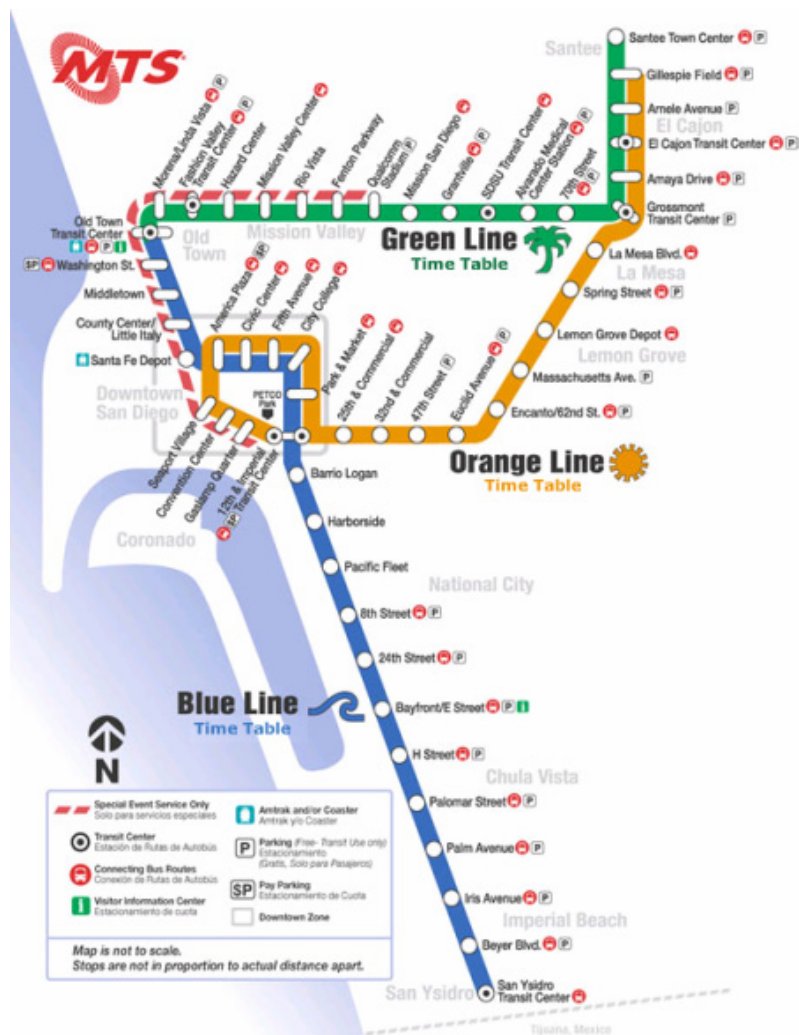 MTS
Santee
Santee Town Center P
Gillespie Field P
Arnele Avenue P
El Cajon
El Cajon Transit Center P
Amaya Drive P
Grossmont
Transit Center P
Morena/Linda Vista P
Fashion Valley
Transit Center P
Hazard Center
Mission Valley Center
Rio Vista
Fenton Parkway
Qualcomm
Stadium P
Mission San Diego
Grantville P
SDSU Transit Center
Alvarado Medical
Center Station P
70th Street
P
Old Town
Transit Center
P i
Old
Town
Mission Valley
Green Line
Time Table
La Mesa Blvd.
La Mesa
Spring Street P
Lemon Grove Depot
Lemon Grove
Massachusetts Ave. P
Encanto/62nd St. P
$P Washington St.
Middletown
County Center/
Little Italy
Santa Fe Depot
America Plaza $P
Civic Center
Fifth Avenue
City College
Park & Market
25th & Commercial
32nd & Commercial
47th Street P
Euclid Avenue P
PETCO
Park
Downtown
San Diego
Seaport Village
Convention Center
Gaslamp Quarter
12th & Imperial
Transit Center
$P
Orange Line
Time Table
Barrio Logan
Harborside
Coronado
Pacific Fleet
National City
8th Street P
24th Street P
Blue Line
Time Table
Bayfront/E Street P i
H Street P
Chula Vista
Palomar Street P
Palm Avenue P
Iris Avenue P
Imperial Beach
Beyer Blvd. P
San Ysidro
San Ysidro
Transit Center
Tijuana, Mexico
N
Special Event Service Only
Solo para servicios especiales
Transit Center
Estación de Rutas de Autobús
Connecting Bus Routes
Conexión de Rutas de Autobús
i Visitor Information Center
Estacionamiento de cuota
Amtrak and/or Coaster
Amtrak y/o Coaster
P Parking (Free- Transit Use only)
Estacionamiento
(Gratis, Solo para Pasajeros)
$P Pay Parking
Estacionamiento de Cuota
Downtown Zone
Map is not to scale.
Stops are not in proportion to actual distance apart.